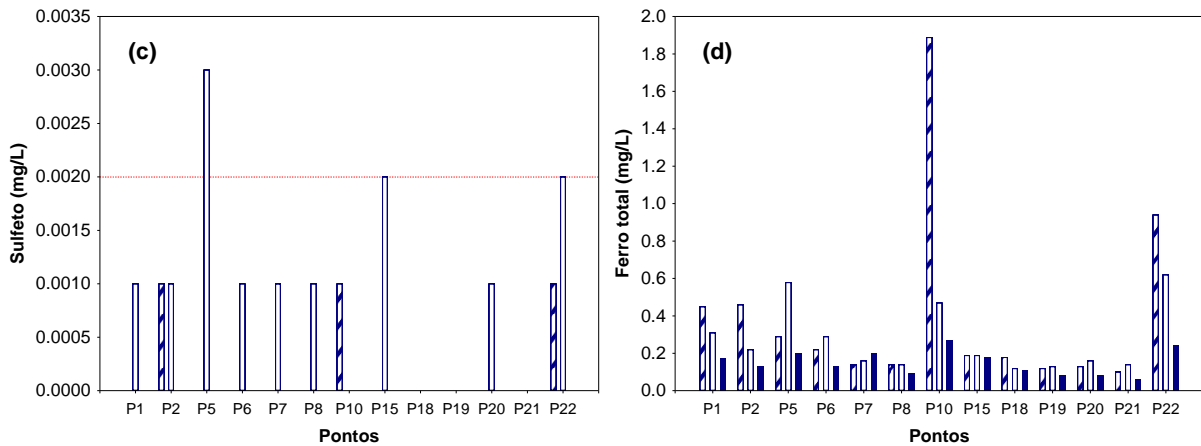 (c)
Sulfeto (mg/L)
0.0035
0.0030
0.0025
0.0020
0.0015
0.0010
0.0005
0.0000
P1 P2 P5 P6 P7 P8 P10 P15 P18 P19 P20 P21 P22
Pontos
(d)
Ferro total (mg/L)
2.0
1.8
1.6
1.4
1.2
1.0
0.8
0.6
0.4
0.2
0.0
P1 P2 P5 P6 P7 P8 P10 P15 P18 P19 P20 P21 P22
Pontos